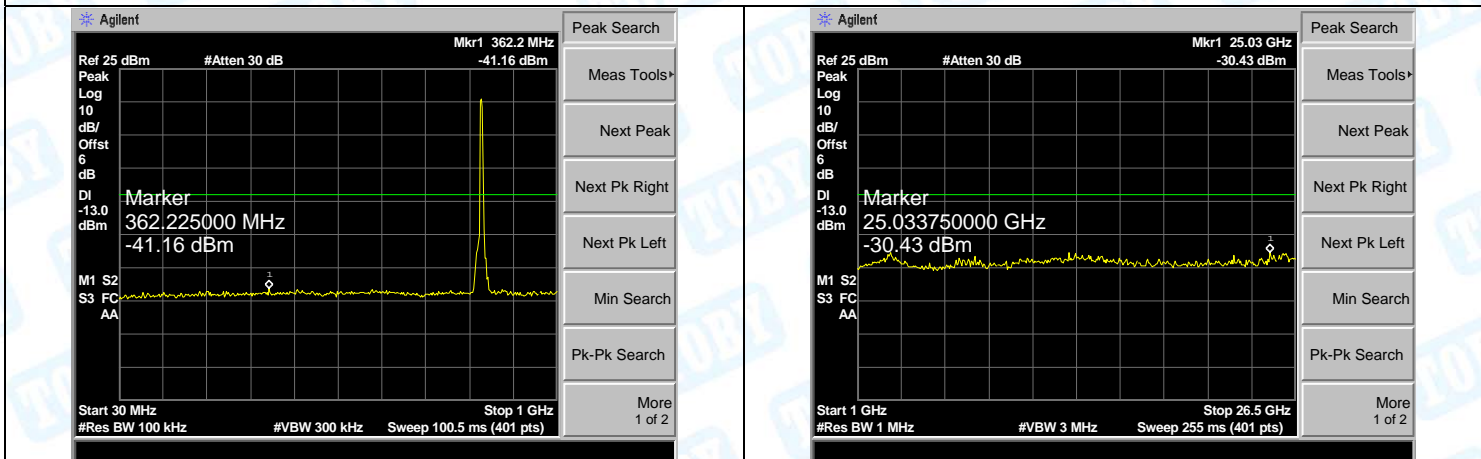 Agilent
Peak Search
Mkr1 362.2 MHz
Ref 25 dBm #Atten 30 dB -41.16 dBm
Peak
Log
10
dB/
Offst
6
dB
DI
-13.0
dBm
Marker
362.225000 MHz
-41.16 dBm
1
M1 S2
S3 FC
AA
Start 30 MHz Stop 1 GHz
#Res BW 100 kHz #VBW 300 kHz Sweep 100.5 ms (401 pts)
Meas Tools
Next Peak
Next Pk Right
Next Pk Left
Min Search
Pk-Pk Search
More
1 of 2
Agilent
Peak Search
Mkr1 25.03 GHz
Ref 25 dBm #Atten 30 dB -30.43 dBm
Peak
Log
10
dB/
Offst
6
dB
DI
-13.0
dBm
Marker
25.033750000 GHz
-30.43 dBm
1
M1 S2
S3 FC
AA
Start 1 GHz Stop 26.5 GHz
#Res BW 1 MHz #VBW 3 MHz Sweep 255 ms (401 pts)
Meas Tools
Next Peak
Next Pk Right
Next Pk Left
Min Search
Pk-Pk Search
More
1 of 2
TOBY